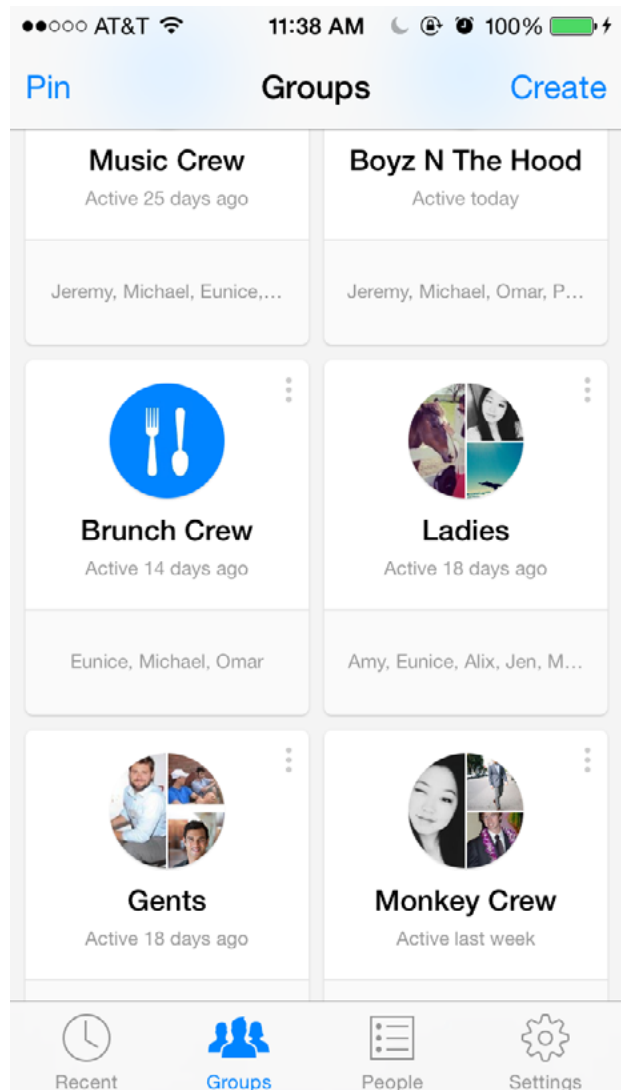 AT&T 11:38 AM 100%
Pin Groups Create
Music Crew Boyz N The Hood
Active 25 days ago Active today
Jeremy, Michael, Eunice,... Jeremy, Michael, Omar, P...
Brunch Crew Ladies
Active 14 days ago Active 18 days ago
Eunice, Michael, Omar Amy, Eunice, Alix, Jen, M...
Gents Monkey Crew
Active 18 days ago Active last week
Recent Groups People Settings